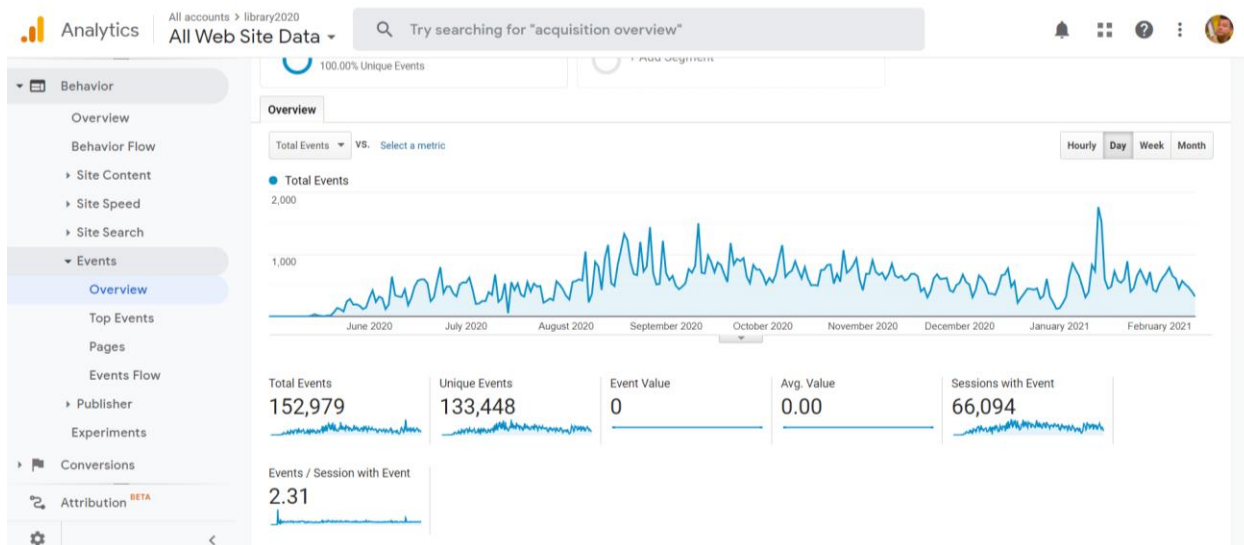 All accounts > library2020
Analytics
All Web Site Data
Try searching for "acquisition overview"
Behavior
Overview
Behavior Flow
Site Content
Site Speed
Site Search
Events
Overview
Top Events
Pages
Events Flow
Publisher
Experiments
Conversions
Attribution BETA
100.00% Unique Events
+ Add Segment
Overview
Total Events VS. Select a metric
Hourly Day Week Month
Total Events
2,000
1,000
June 2020 July 2020 August 2020 September 2020 October 2020 November 2020 December 2020 January 2021 February 2021
Total Events Unique Events Event Value Avg. Value Sessions with Event
152,979 133,448 0 0.00 66,094
Events / Session with Event
2.31